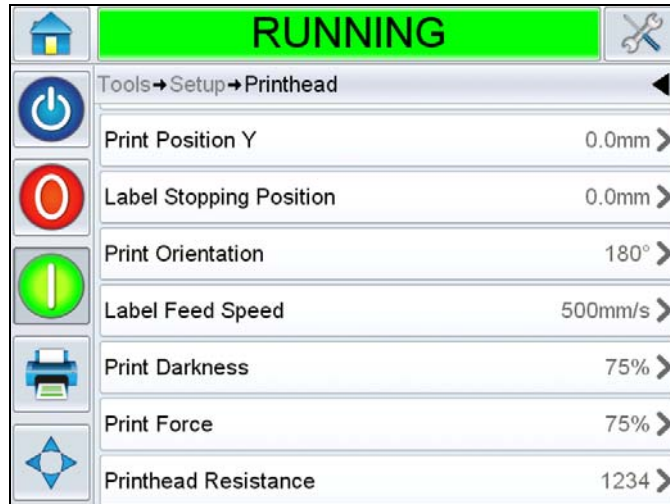 RUNNING
Tools→Setup→Printhead
Print Position Y 0.0mm
Label Stopping Position 0.0mm
Print Orientation 180°
Label Feed Speed 500mm/s
Print Darkness 75%
Print Force 75%
Printhead Resistance 1234